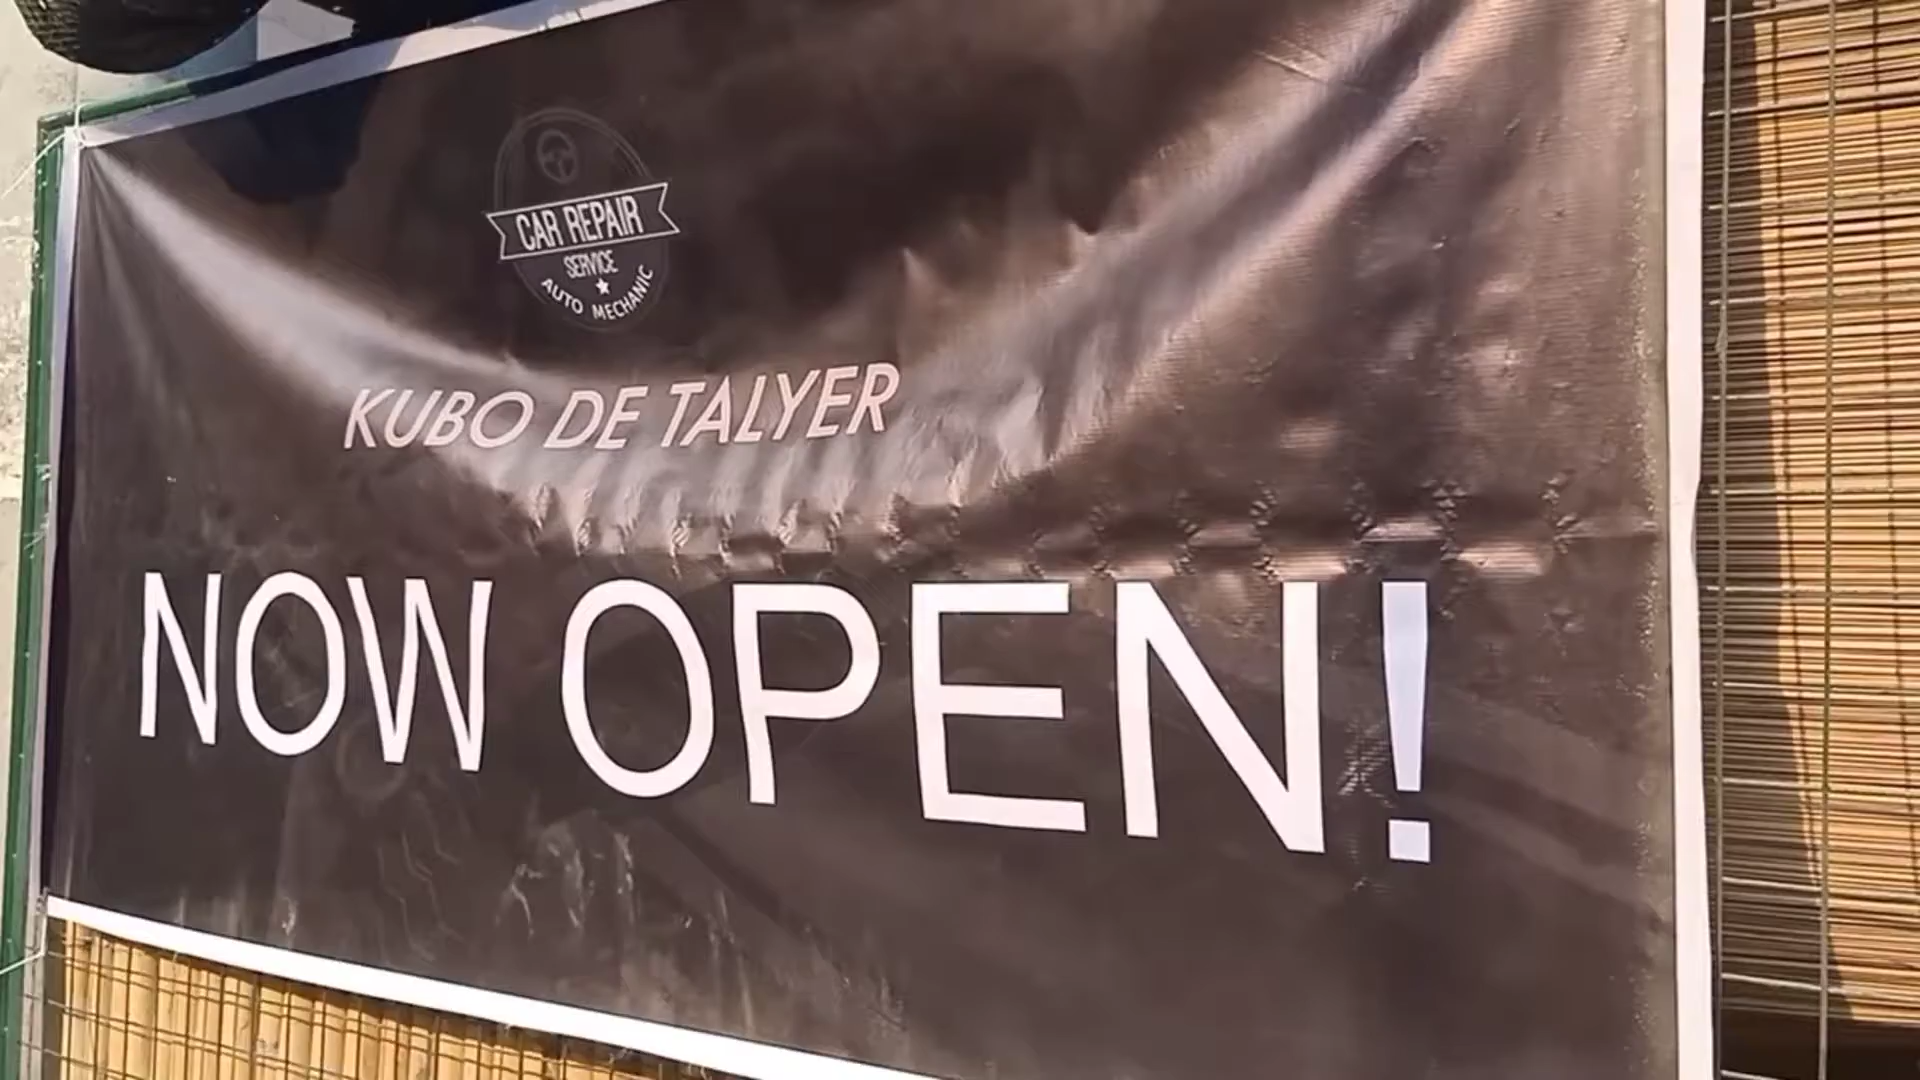 CAR REPAIR
SERVICE
AUTO MECHANIC
KUBO DE TALYER
NOW OPEN!